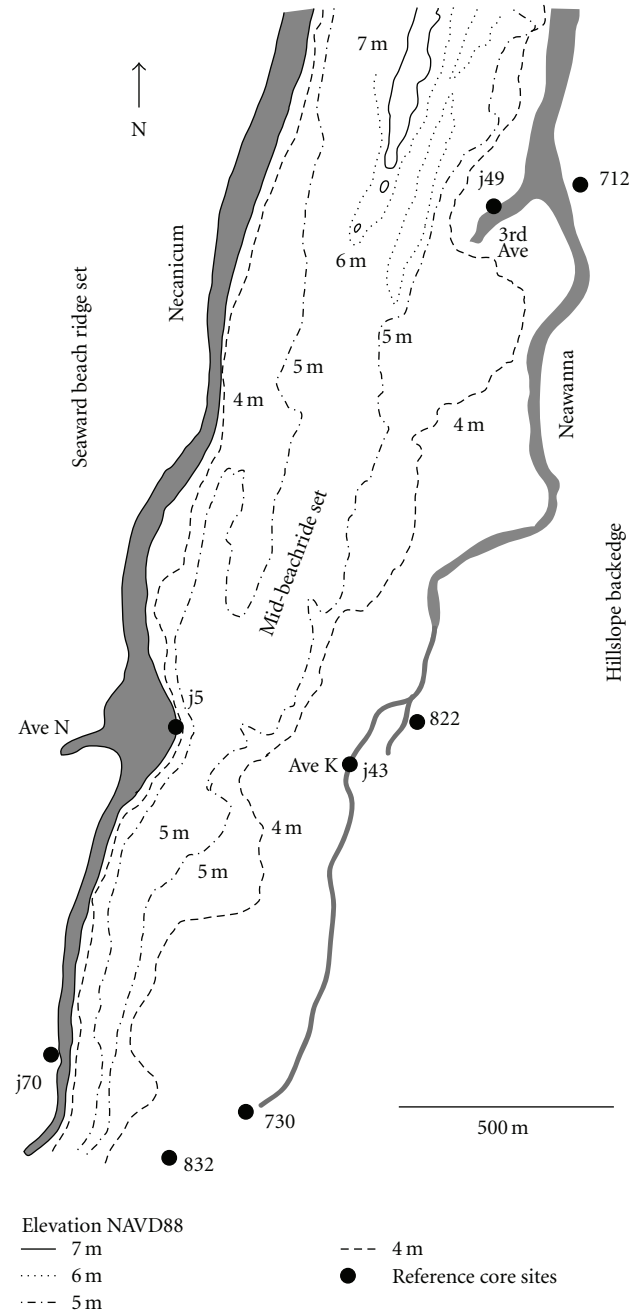 7 m
N
j49
712
3rd
Ave
6 m
Necanicum
Seaward beach ridge set
5 m
5 m
4 m
4 m
Neawanna
Mid-beachride set
Hillslope backedge
j5
Ave N
822
Ave K
j43
5 m
4 m
5 m
j70
730
500 m
832
Elevation NAVD88
7 m
4 m
6 m
Reference core sites
5 m